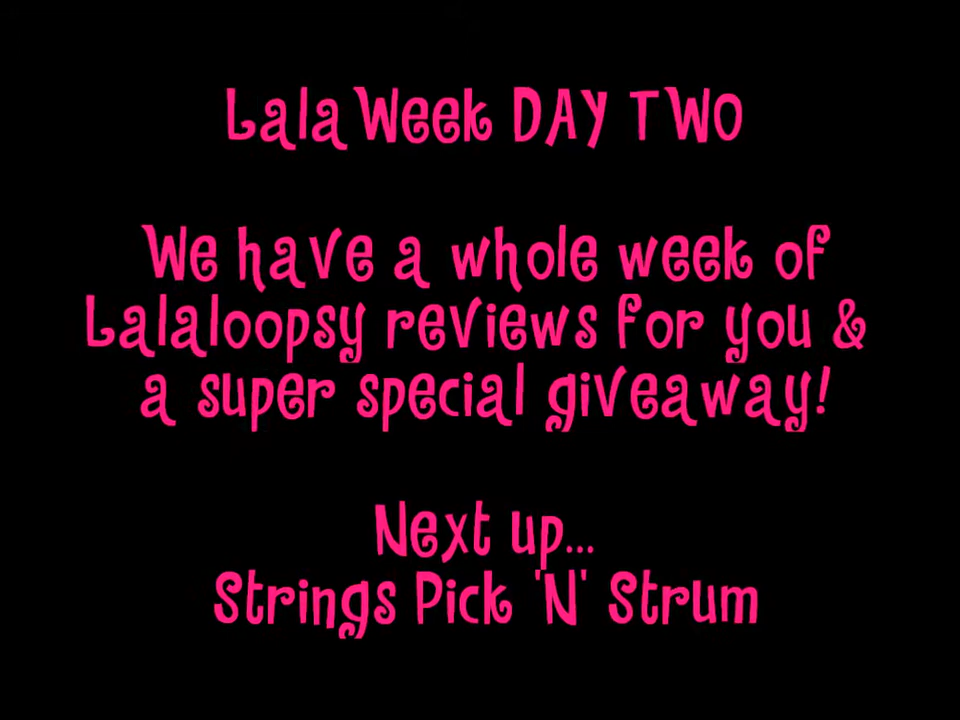 Lala Week DAY TWO
We have a whole week of
Lalaloopsy reviews for you &
a super special giveaway!
Next up...
Strings Pick 'N' Strum